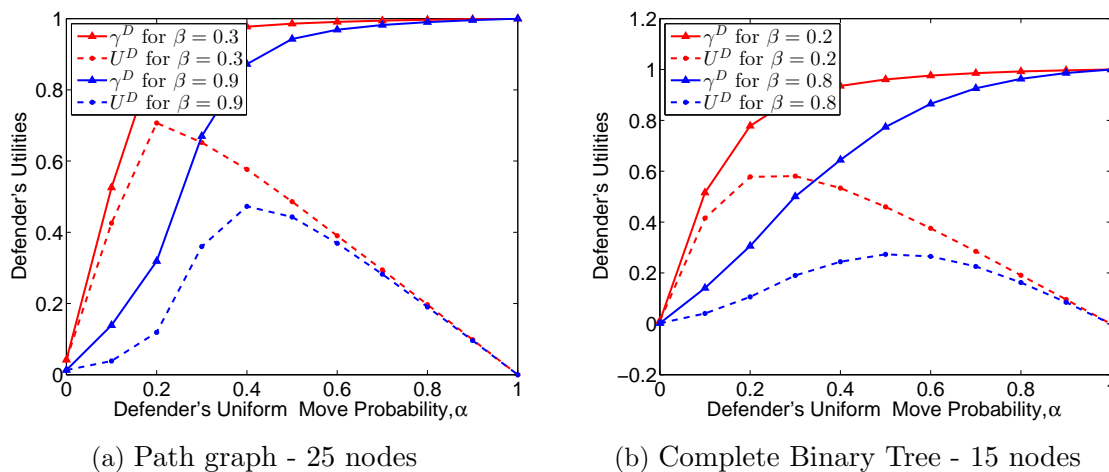 1
0.8
0.6
0.4
0.2
0
Defender's Utilities
γ^D for β = 0.3
U^D for β = 0.3
γ^D for β = 0.9
U^D for β = 0.9
0 0.2 0.4 0.6 0.8 1
Defender's Uniform Move Probability,α
(a) Path graph - 25 nodes
1.2
1
0.8
0.6
0.4
0.2
0
−0.2
Defender's Utilities
γ^D for β = 0.2
U^D for β = 0.2
γ^D for β = 0.8
U^D for β = 0.8
0 0.2 0.4 0.6 0.8 1
Defender's Uniform Move Probability,α
(b) Complete Binary Tree - 15 nodes